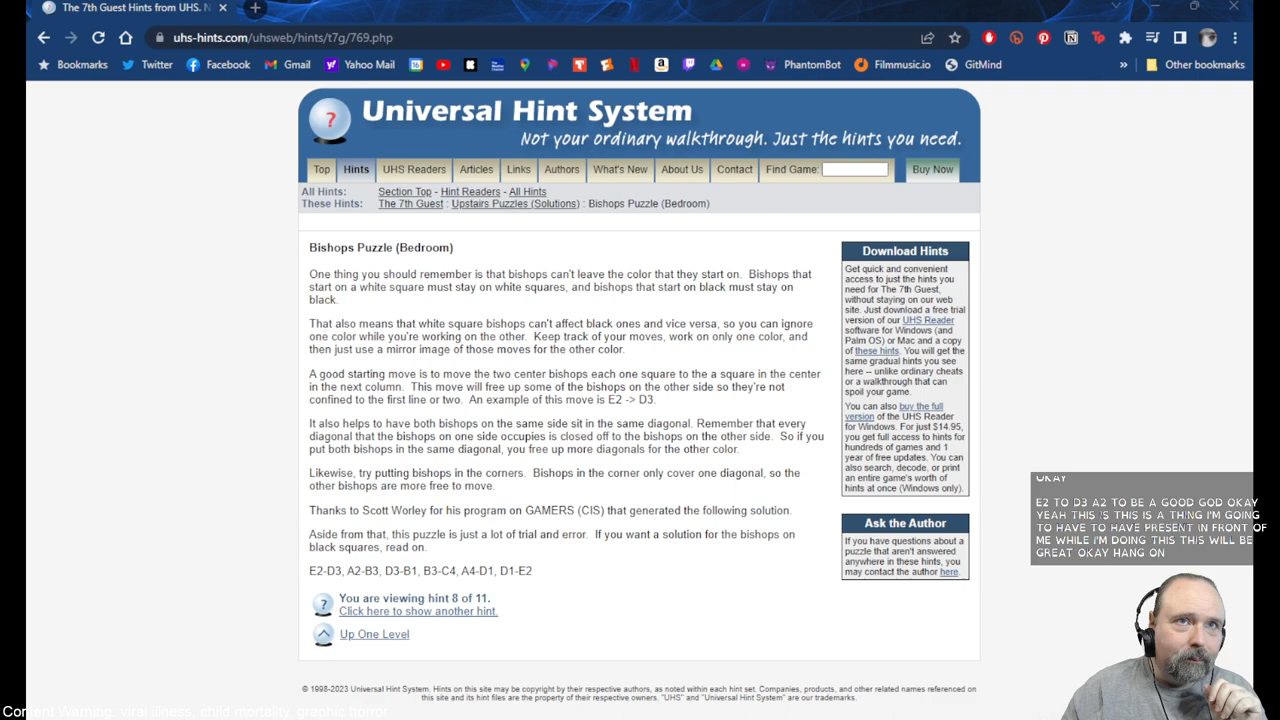 The 7th Guest Hints from UHS. N
uhs-hints.com/uhsweb/hints/t7g/769.php
Bookmarks Twitter Facebook Gmail Yahoo Mail PhantomBot Filmmusic.io GitMind » Other bookmarks
Universal Hint System
Not your ordinary walkthrough. Just the hints you need.
Top Hints UHS Readers Articles Links Authors What's New About Us Contact Find Game: Buy Now
All Hints: Section Top - Hint Readers - All Hints
These Hints: The 7th Guest : Upstairs Puzzles (Solutions) : Bishops Puzzle (Bedroom)
Bishops Puzzle (Bedroom)
One thing you should remember is that bishops can't leave the color that they start on. Bishops that
start on a white square must stay on white squares, and bishops that start on black must stay on
black.
That also means that white square bishops can't affect black ones and vice versa, so you can ignore
one color while you're working on the other. Keep track of your moves, work on only one color, and
then just use a mirror image of those moves for the other color.
A good starting move is to move the two center bishops each one square to the a square in the center
in the next column. This move will free up some of the bishops on the other side so they're not
confined to the first line or two. An example of this move is E2 -> D3.
It also helps to have both bishops on the same side sit in the same diagonal. Remember that every
diagonal that the bishops on one side occupies is closed off to the bishops on the other side. So if you
put both bishops in the same diagonal, you free up more diagonals for the other color.
Likewise, try putting bishops in the corners. Bishops in the corner only cover one diagonal, so the
other bishops are more free to move.
Thanks to Scott Worley for his program on GAMERS (CIS) that generated the following solution.
Aside from that, this puzzle is just a lot of trial and error. If you want a solution for the bishops on
black squares, read on.
E2-D3, A2-B3, D3-B1, B3-C4, A4-D1, D1-E2
You are viewing hint 8 of 11.
Click here to show another hint.
Up One Level
Download Hints
Get quick and convenient
access to just the hints you
need for The 7th Guest,
without staying on our web
site. Just download a free trial
version of our UHS Reader
software for Windows (and
Palm OS) or Mac and a copy
of these hints. You will get the
same gradual hints you see
here -- unlike ordinary cheats
or a walkthrough that can
spoil your game.
You can also buy the full
version of the UHS Reader
for Windows. For just $14.95,
you get full access to hints for
hundreds of games and 1
year of free updates. You can
also search, decode, or print
an entire game's worth of
hints at once (Windows only).
Ask the Author
If you have questions about a
puzzle that aren't answered
anywhere in these hints, you
may contact the author here.
OKAY
E2 TO D3 A2 TO BE A GOOD GOD OKAY
YEAH THIS IS THIS IS A THING I'M GOING
TO HAVE TO HAVE PRESENT IN FRONT OF
ME WHILE I'M DOING THIS THIS WILL BE
GREAT OKAY HANG ON
© 1998-2023 Universal Hint System. Hints on this site may be copyright by their respective authors, as noted within each hint set. Companies, products, and other related names referenced on
this site and its hint files are the property of their respective owners. "UHS" and "Universal Hint System" are our trademarks.
Content Warning: viral illness, child mortality, graphic horror